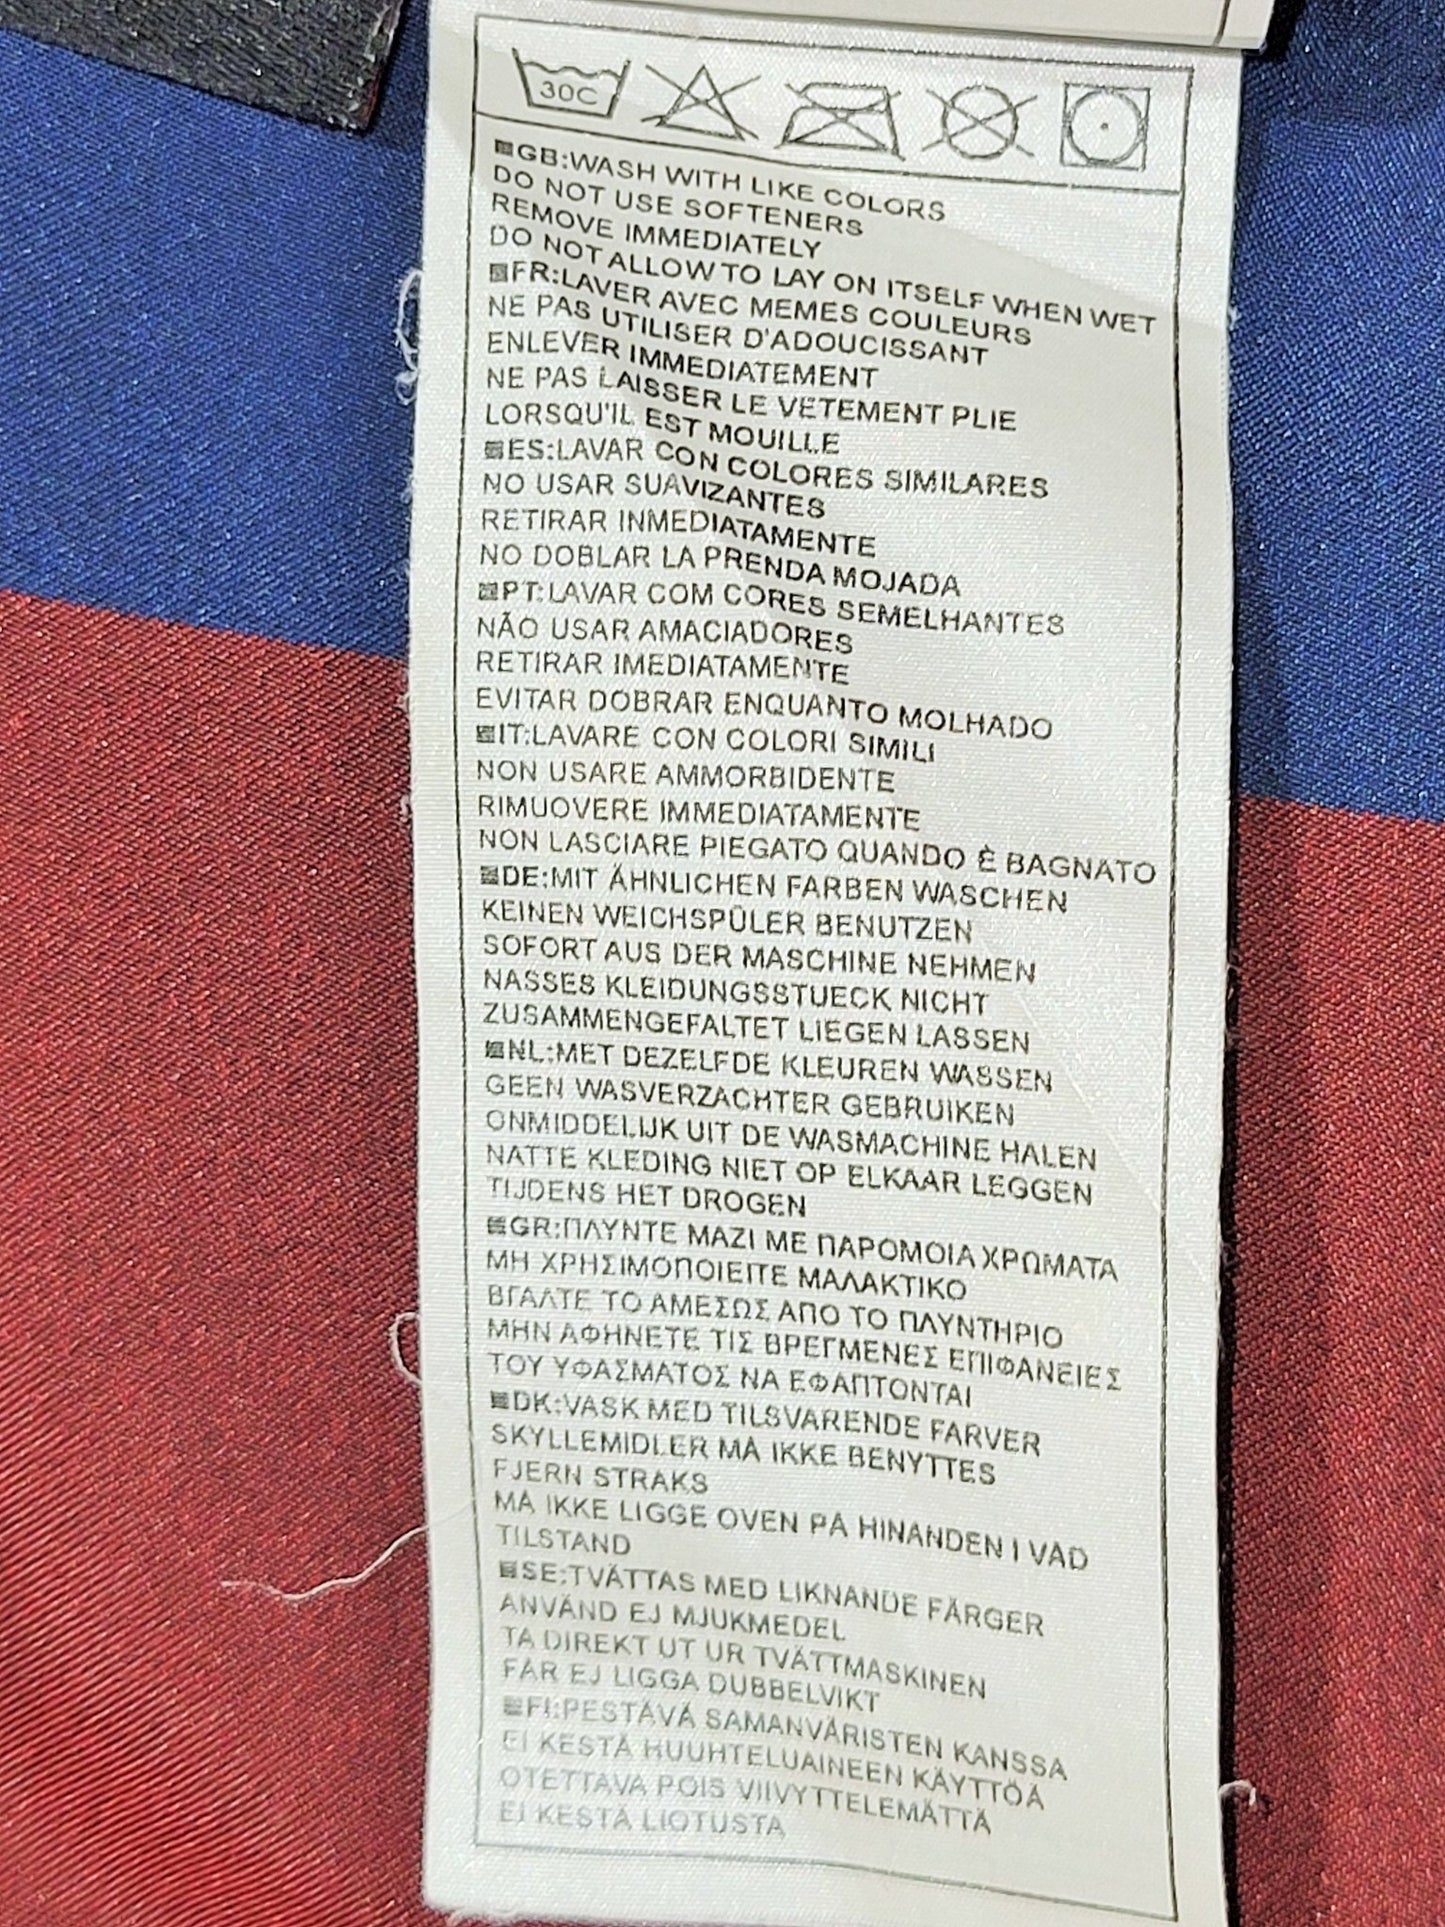 30C
GB:WASH WITH LIKE COLORS
DO NOT USE SOFTENERS
REMOVE IMMEDIATELY
DO NOT ALLOW TO LAY ON ITSELF WHEN WET
FR:LAVER AVEC MEMES COULEURS
NE PAS UTILISER D'ADOUCISSANT
ENLEVER IMMEDIATEMENT
NE PAS LAISSER LE VETEMENT PLIE
LORSQU'IL EST MOUILLE
ES:LAVAR CON COLORES SIMILARES
NO USAR SUAVIZANTES
RETIRAR INMEDIATAMENTE
NO DOBLAR LA PRENDA MOJADA
PT:LAVAR COM CORES SEMELHANTES
NÃO USAR AMACIADORES
RETIRAR IMEDIATAMENTE
EVITAR DOBRAR ENQUANTO MOLHADO
IT:LAVARE CON COLORI SIMILI
NON USARE AMMORBIDENTE
RIMUOVERE IMMEDIATAMENTE
NON LASCIARE PIEGATO QUANDO È BAGNATO
DE:MIT ÄHNLICHEN FARBEN WASCHEN
KEINEN WEICHSPÜLER BENUTZEN
SOFORT AUS DER MASCHINE NEHMEN
NASSES KLEIDUNGSSTUECK NICHT
ZUSAMMENGEFALTET LIEGEN LASSEN
NL:MET DEZELFDE KLEUREN WASSEN
GEEN WASVERZACHTER GEBRUIKEN
ONMIDDELIJK UIT DE WASMACHINE HALEN
NATTE KLEDING NIET OP ELKAAR LEGGEN
TIJDENS HET DROGEN
GR:ΠΛΥΝΤΕ ΜΑΖΙ ΜΕ ΠΑΡΟΜΟΙΑ ΧΡΩΜΑΤΑ
ΜΗ ΧΡΗΣΙΜΟΠΟΙΕΙΤΕ ΜΑΛΑΚΤΙΚΟ
ΒΓΑΛΤΕ ΤΟ ΑΜΕΣΩΣ ΑΠΟ ΤΟ ΠΛΥΝΤΗΡΙΟ
ΜΗΝ ΑΦΗΝΕΤΕ ΤΙΣ ΒΡΕΓΜΕΝΕΣ ΕΠΙΦΑΝΕΙΕΣ
ΤΟΥ ΥΦΑΣΜΑΤΟΣ ΝΑ ΕΦΑΠΤΟΝΤΑΙ
DK:VASK MED TILSVARENDE FARVER
SKYLLEMIDLER MÅ IKKE BENYTTES
FJERN STRAKS
MÅ IKKE LIGGE OVEN PÅ HINANDEN I VÅD
TILSTAND
SE:TVÄTTAS MED LIKNANDE FÄRGER
ANVÄND EJ MJUKMEDEL
TA DIREKT UT UR TVÄTTMASKINEN
FÅR EJ LIGGA DUBBELVIKT
FI:PESTÄVÄ SAMANVÄRISTEN KANSSA
EI KESTÄ HUUHTELUAINEEN KÄYTTÖÄ
OTETTAVA POIS VIIVYTTELEMÄTTÄ
EI KESTÄ LIOTUSTA